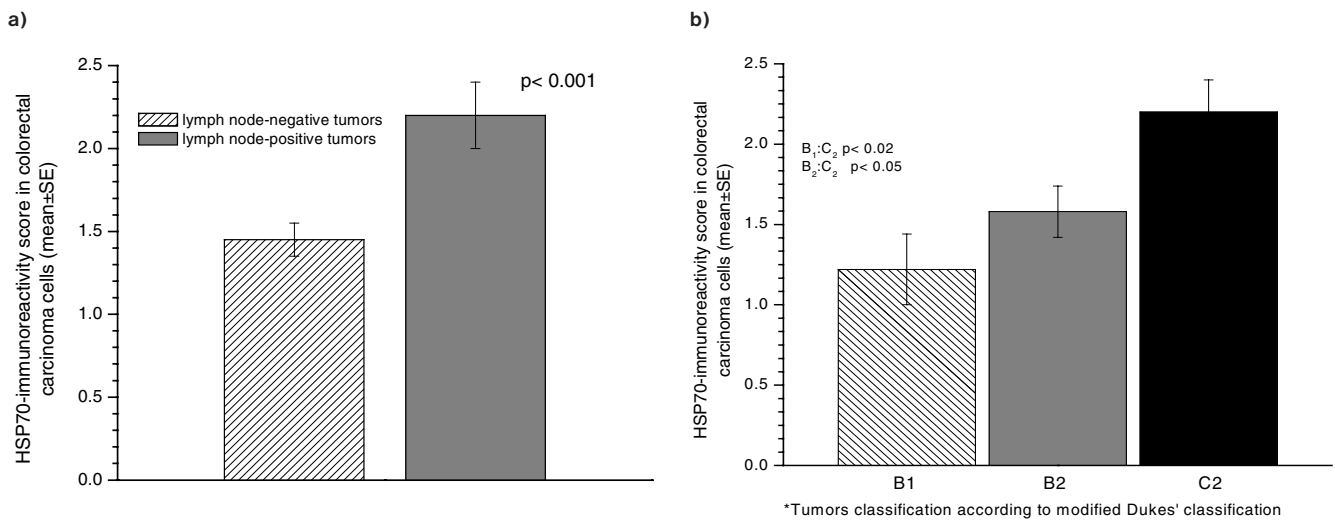 a)
HSP70-immunoreactivity score in colorectal
carcinoma cells (mean±SE)
2.5
2.0
1.5
1.0
0.5
0.0
lymph node-negative tumors
lymph node-positive tumors
p< 0.001
b)
HSP70-immunoreactivity score in colorectal
carcinoma cells (mean±SE)
2.5
2.0
1.5
1.0
0.5
0.0
B₁:C₂ p< 0.02
B₂:C₂ p< 0.05
B1 B2 C2
*Tumors classification according to modified Dukes' classification